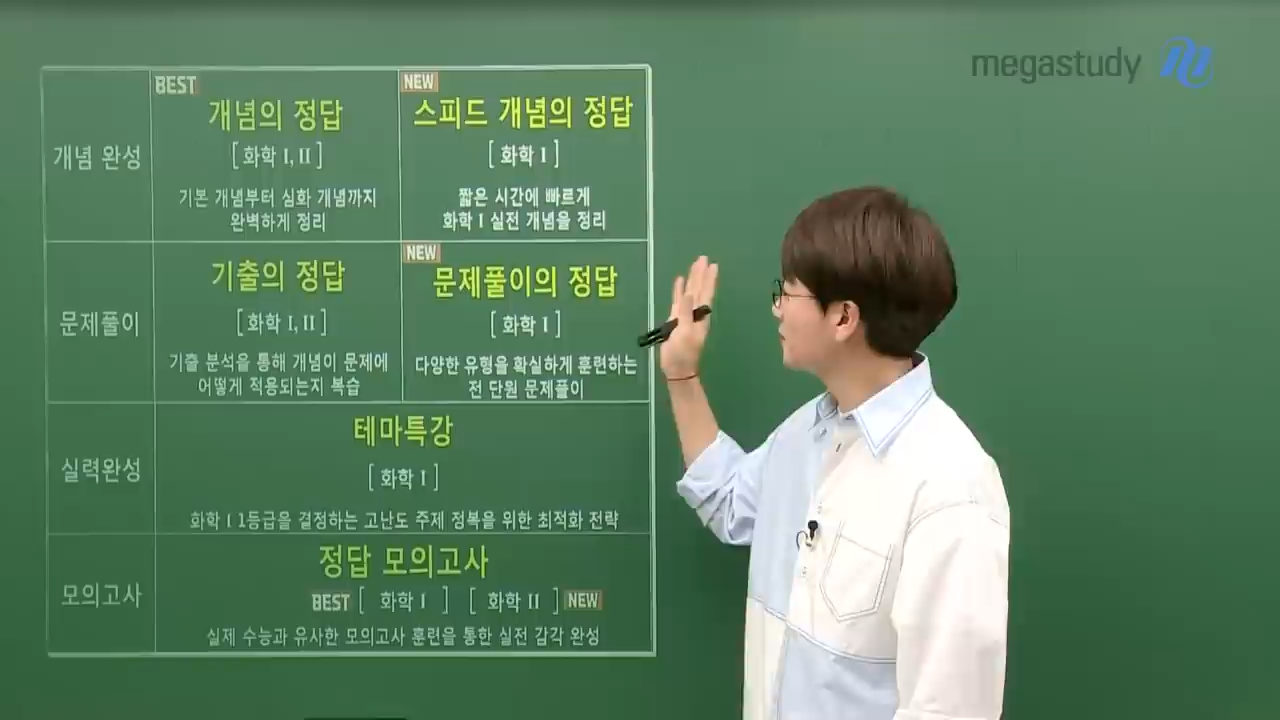 megastudy
개념 완성
BEST
개념의 정답
[ 화학 I, II ]
기본 개념부터 심화 개념까지
완벽하게 정리
NEW
스피드 개념의 정답
[ 화학 I ]
짧은 시간에 빠르게
화학 I 실전 개념을 정리
문제풀이
기출의 정답
[ 화학 I, II ]
기출 분석을 통해 개념이 문제에
어떻게 적용되는지 복습
NEW
문제풀이의 정답
[ 화학 I ]
다양한 유형을 확실하게 훈련하는
전 단원 문제풀이
실력완성
테마특강
[ 화학 I ]
화학 I 1등급을 결정하는 고난도 주제 정복을 위한 최적화 전략
모의고사
정답 모의고사
BEST [ 화학 I ] [ 화학 II ] NEW
실제 수능과 유사한 모의고사 훈련을 통한 실전 감각 완성